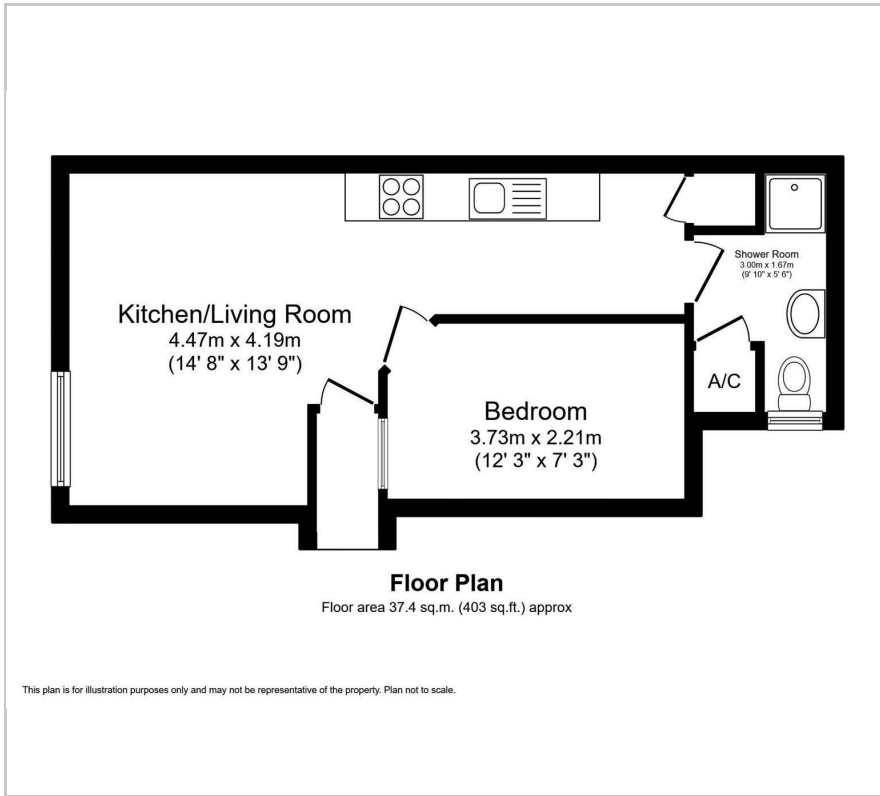 Shower Room
3.00m x 1.67m
(9' 10" x 5' 6")
Kitchen/Living Room
4.47m x 4.19m
(14' 8" x 13' 9")
A/C
Bedroom
3.73m x 2.21m
(12' 3" x 7' 3")
Floor Plan
Floor area 37.4 sq.m. (403 sq.ft.) approx
This plan is for illustration purposes only and may not be representative of the property. Plan not to scale.